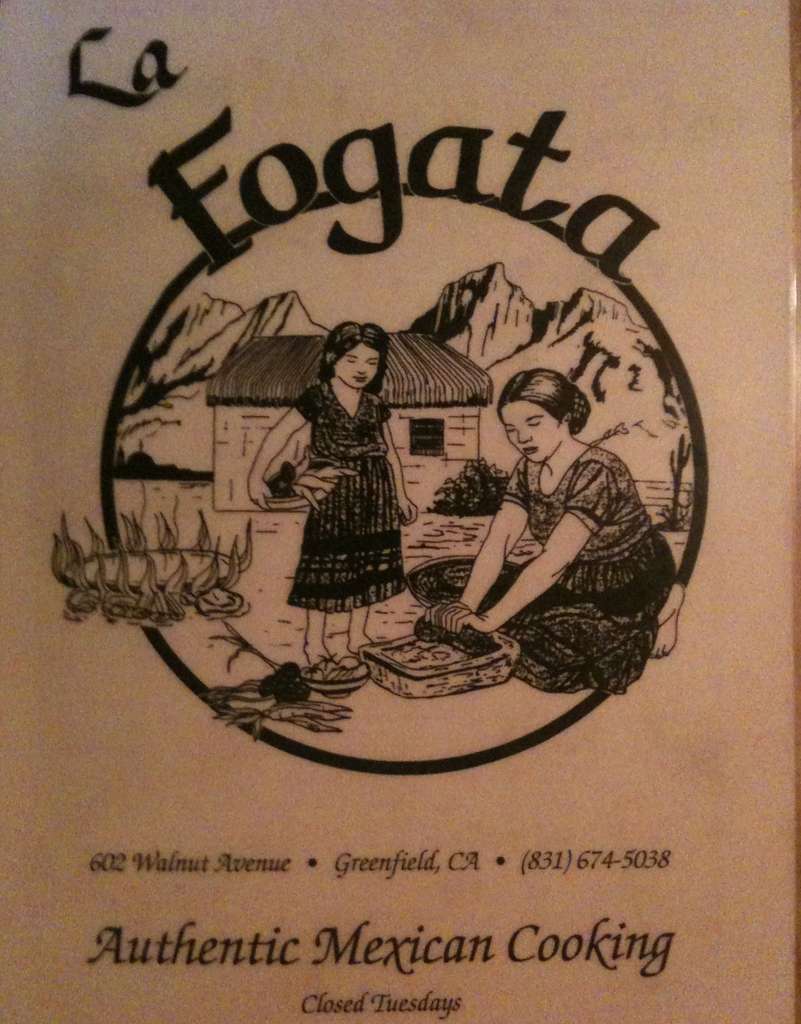 La
Fogata
602 Walnut Avenue • Greenfield, CA • (831) 674-5038
Authentic Mexican Cooking
Closed Tuesdays